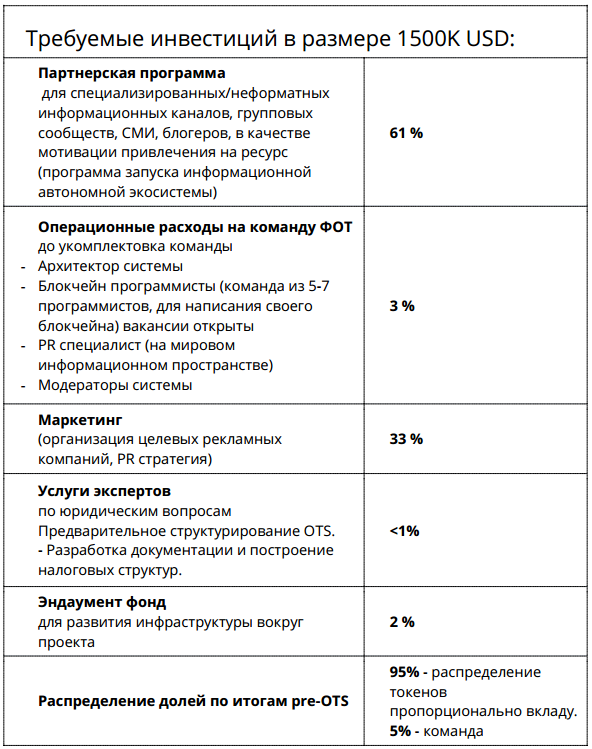 Требуемые инвестиций в размере 1500K USD:
Партнерская программа
для специализированных/неформатных
информационных каналов, групповых
сообществ, СМИ, блогеров, в качестве
мотивации привлечения на ресурс
(программа запуска информационной
автономной экосистемы)
61 %
Операционные расходы на команду ФОТ
до укомплектовка команды
- Архитектор системы
- Блокчейн программисты (команда из 5-7
программистов, для написания своего
блокчейна) вакансии открыты
- PR специалист (на мировом
информационном пространстве)
- Модераторы системы
3 %
Маркетинг
(организация целевых рекламных
компаний, PR стратегия)
33 %
Услуги экспертов
по юридическим вопросам
Предварительное структурирование OTS.
- Разработка документации и построение
налоговых структур.
<1%
Эндаумент фонд
для развития инфраструктуры вокруг
проекта
2 %
Распределение долей по итогам pre-OTS
95% - распределение
токенов
пропорционально вкладу.
5% - команда